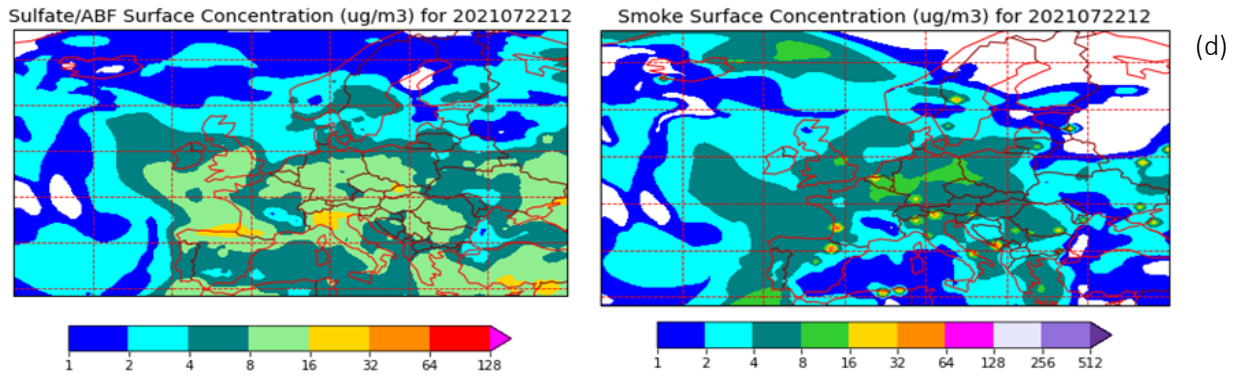 Sulfate/ABF Surface Concentration (ug/m3) for 2021072212
Smoke Surface Concentration (ug/m3) for 2021072212
(d)
1 2 4 8 16 32 64 128
1 2 4 8 16 32 64 128 256 512